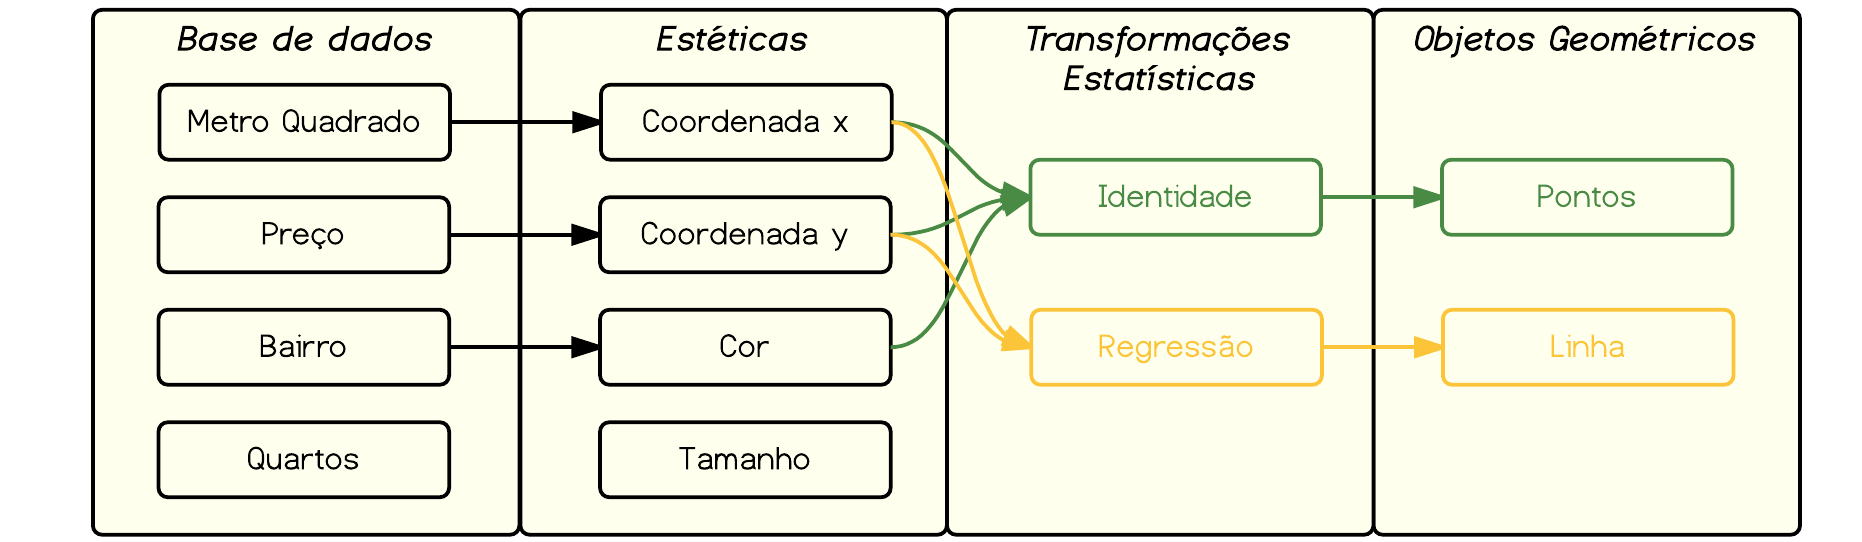 Base de dados
Metro Quadrado
Preço
Bairro
Quartos
Estéticas
Coordenada x
Coordenada y
Cor
Tamanho
Transformações
Estatísticas
Identidade
Regressão
Objetos Geométricos
Pontos
Linha